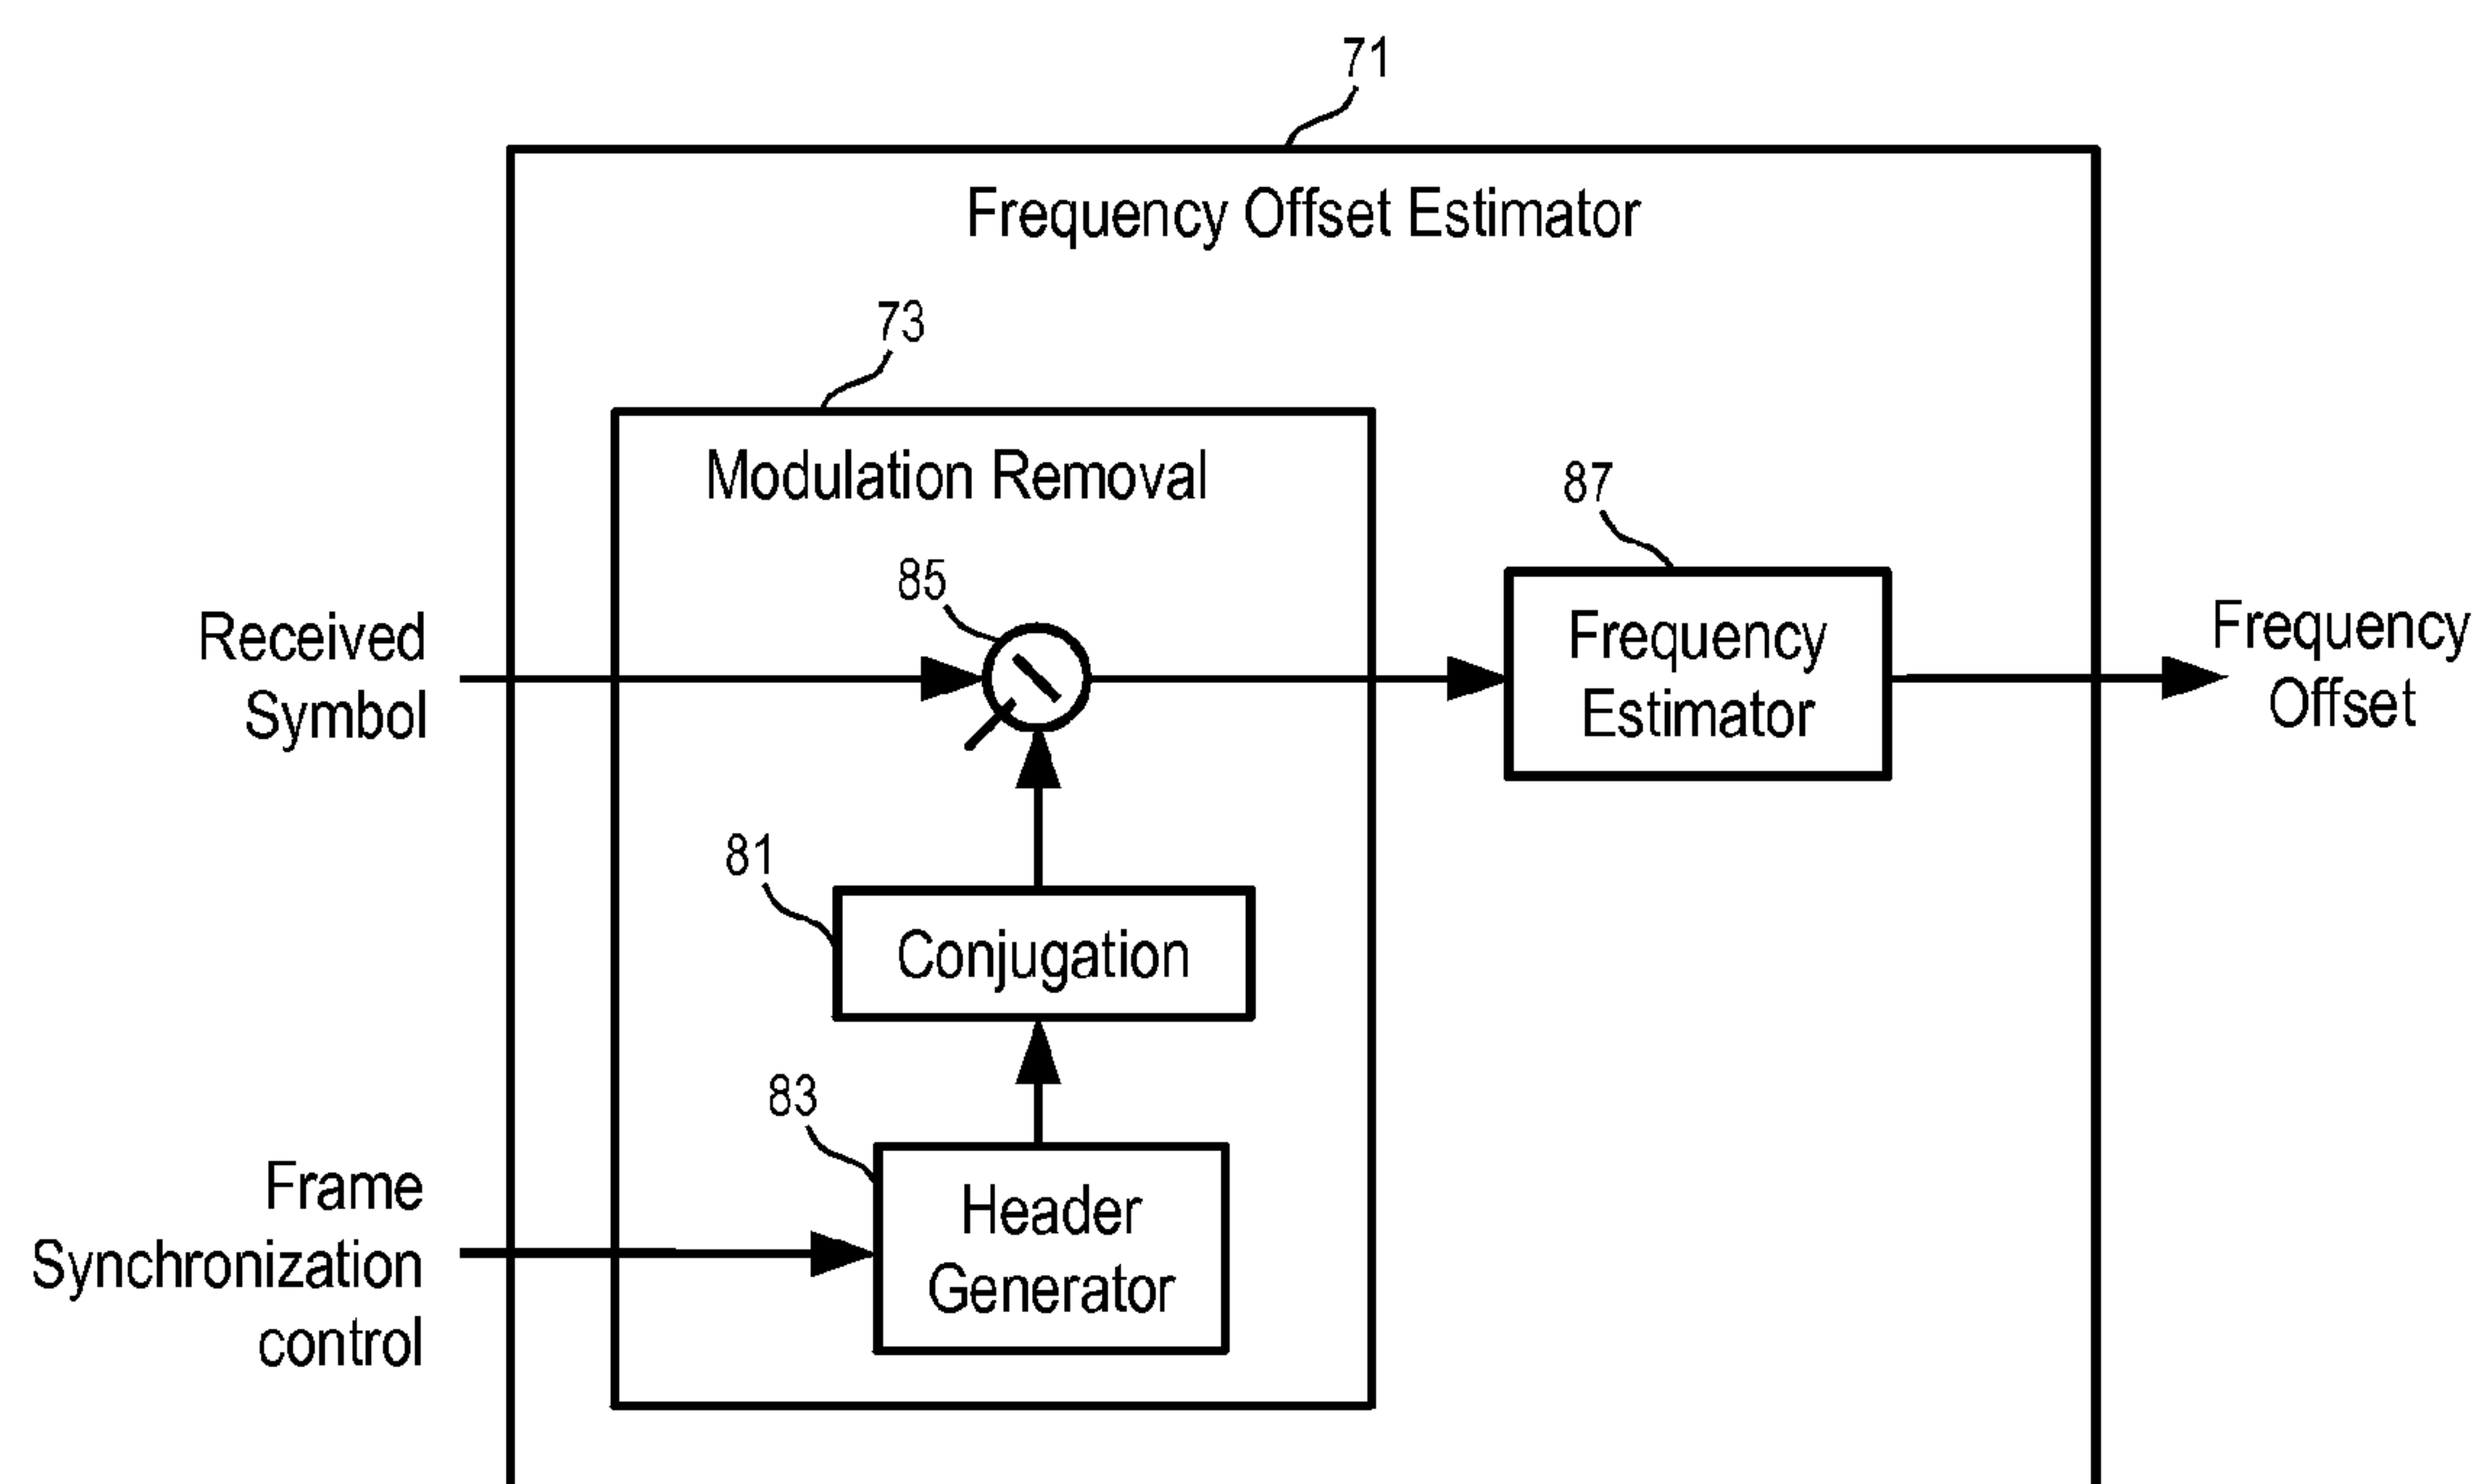 71
Frequency Offset Estimator
73
Modulation Removal
87
85
Received
Symbol
Frequency
Estimator
Frequency
Offset
81
Conjugation
83
Frame
Synchronization
control
Header
Generator